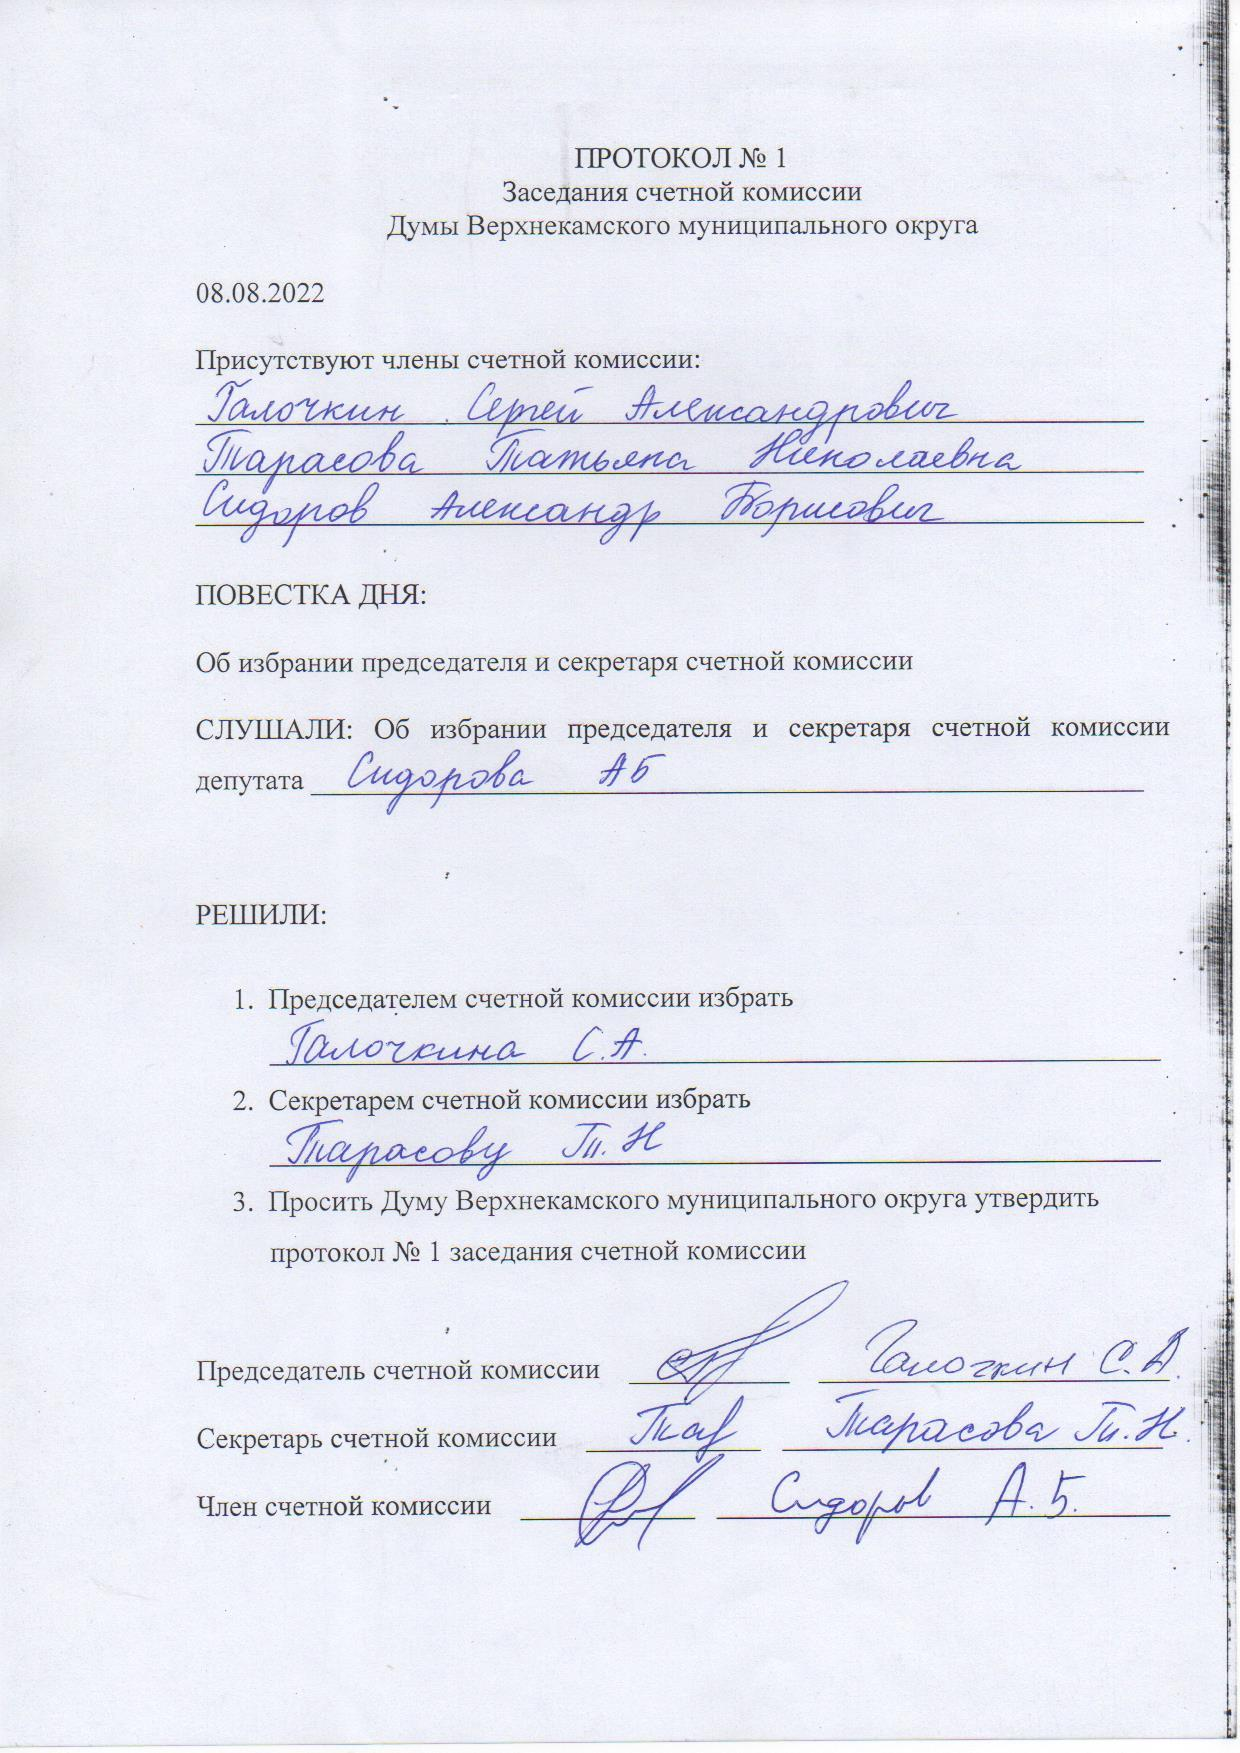 ПРОТОКОЛ № 1
Заседания счетной комиссии
Думы Верхнекамского муниципального округа
08.08.2022
Присутствуют члены счетной комиссии:
Галочкин Сергей Александрович
Тарасова Татьяна Николаевна
Сидоров Александр Борисович
ПОВЕСТКА ДНЯ:
Об избрании председателя и секретаря счетной комиссии
СЛУШАЛИ: Об избрании председателя и секретаря счетной комиссии
депутата Сидорова АБ
РЕШИЛИ:
1. Председателем счетной комиссии избрать
Галочкина С.А.
2. Секретарем счетной комиссии избрать
Тарасову Т.Н
3. Просить Думу Верхнекамского муниципального округа утвердить
протокол № 1 заседания счетной комиссии
Председатель счетной комиссии Галочкин С.А.
Секретарь счетной комиссии Тар Тарасова Т.Н.
Член счетной комиссии Сидоров А.Б.